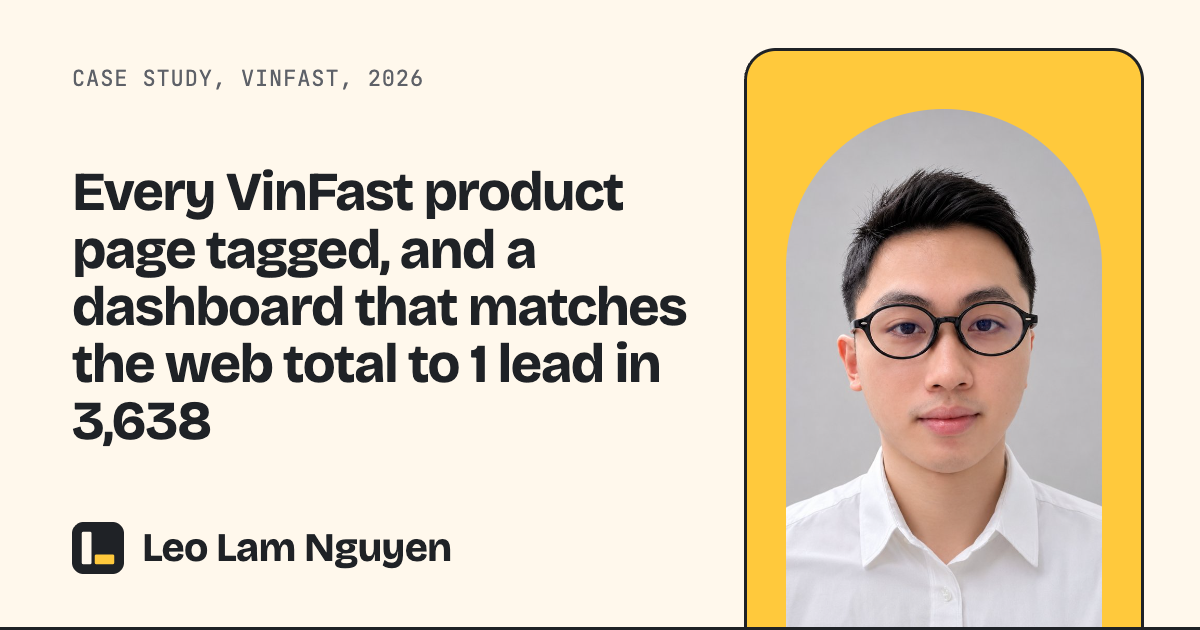 CASE STUDY, VINFAST, 2026
Every VinFast product
page tagged, and a
dashboard that matches
the web total to 1 lead in
3,638
Leo Lam Nguyen